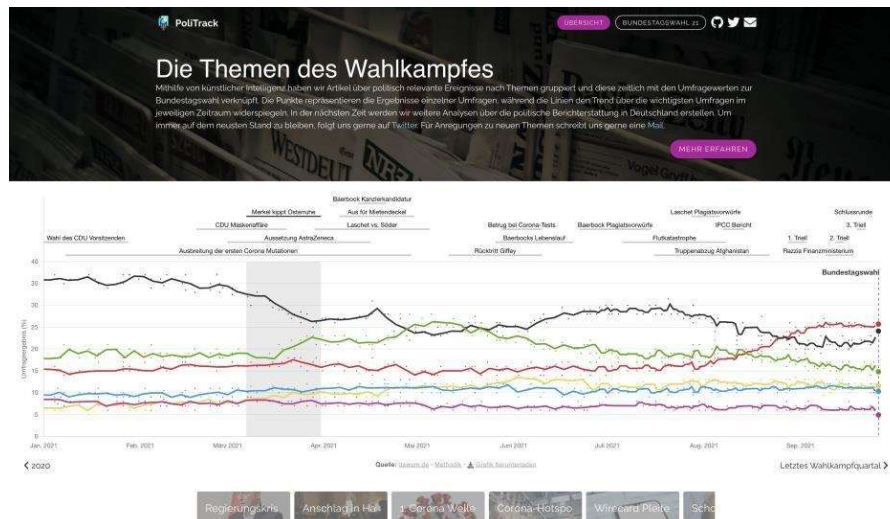 PoliTrack
ÜBERSICHT
BUNDESTAGSWAHL 21
Die Themen des Wahlkampfes
Mithilfe von künstlicher Intelligenz haben wir Artikel über politisch relevante Ereignisse nach Themen gruppiert und diese zeitlich mit den Umfragewerten zur
Bundestagswahl verknüpft. Die Punkte repräsentieren die Ergebnisse einzelner Umfragen, während die Linien den Trend über die wichtigsten Umfragen im
jeweiligen Zeitraum widerspiegeln. In der nächsten Zeit werden wir weitere Analysen über die politische Berichterstattung in Deutschland erstellen. Um
immer auf dem neusten Stand zu bleiben, folgt uns gerne auf Twitter. Für Anregungen zu neuen Themen schreibt uns gerne eine Mail.
MEHR ERFAHREN
WESTDEUT
NRZ
Vogel Greift
Baerbock Kanzlerkandidatur
Merkel kippt Osterruhe
Aus für Mietendeckel
Laschet Plagiatsvorwürfe
Schlussrunde
CDU Maskenaffäre
Laschet vs. Söder
Betrug bei Corona-Tests
Baerbock Plagiatsvorwürfe
IPCC Bericht
3. Triell
Wahl des CDU Vorsitzenden
Aussetzung AstraZeneca
Baerbocks Lebenslauf
Flutkatastrophe
1. Triell
2. Triell
Ausbreitung der ersten Corona Mutationen
Rücktritt Giffey
Truppenabzug Afghanistan
Razzia Finanzministerium
Bundestagswahl
Umfrageergebnis (%)
40
35
30
25
20
15
10
5
0
Jan. 2021
Feb. 2021
März 2021
Apr. 2021
Mai 2021
Juni 2021
Juli 2021
Aug. 2021
Sep. 2021
2020
Quelle: dawum.de - Methodik - Grafik herunterladen
Letztes Wahlkampfquartal
Regierungskris
Anschlag in Hal
1. Corona Welle
Corona-Hotspo
Wirecard Pleite
Scho